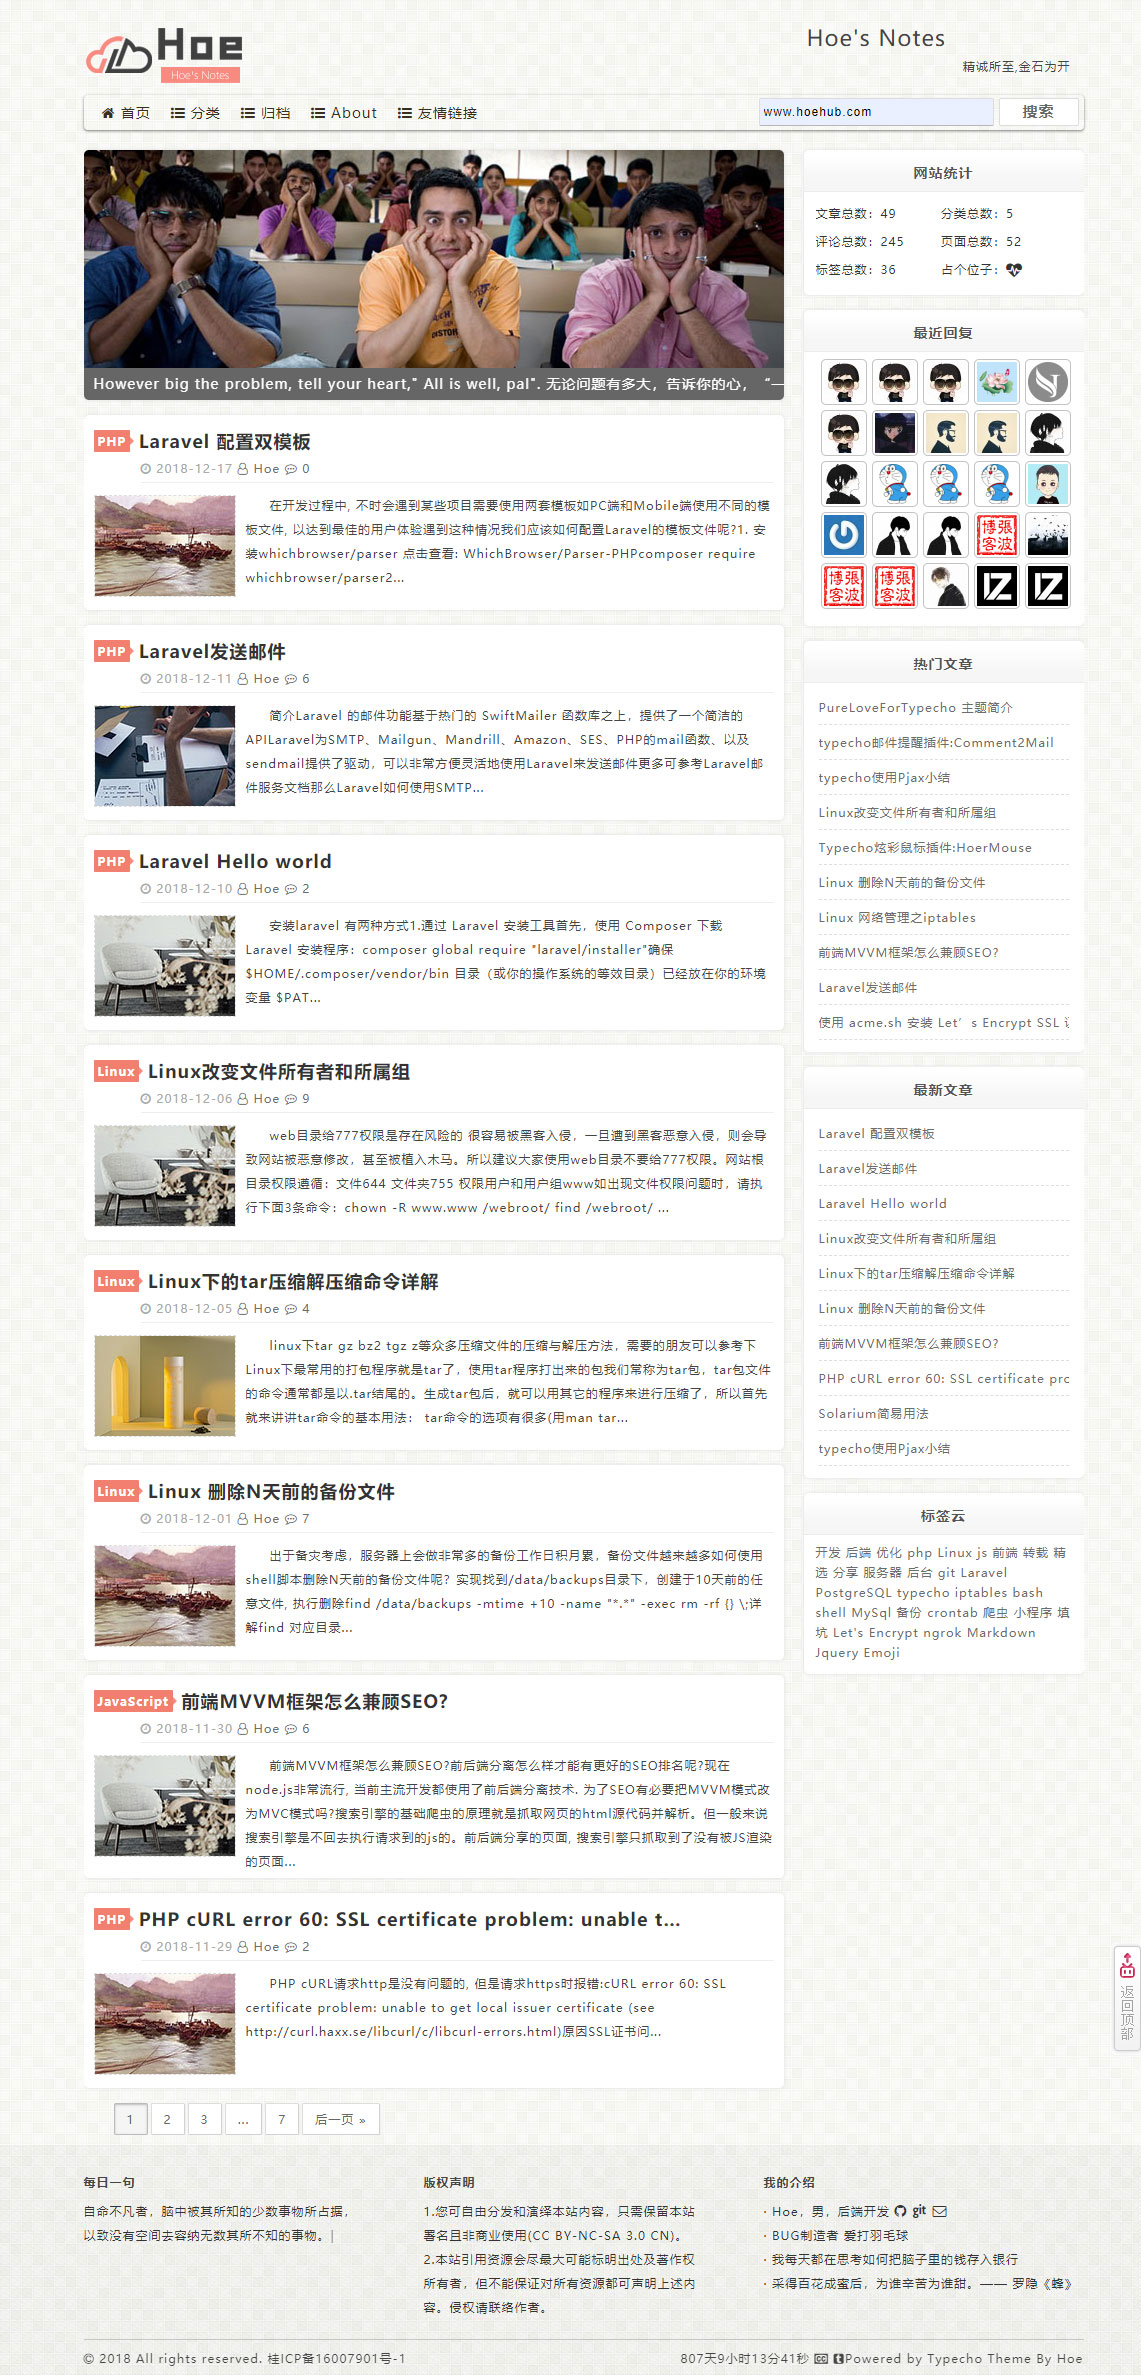 Hoe
Hoe's Notes
Hoe's Notes
精诚所至,金石为开
首页 分类 归档 About 友情链接
www.hoehub.com 搜索
However big the problem, tell your heart," All is well, pal". 无论问题有多大，告诉你的心，“—
PHP Laravel 配置双模板
2018-12-17 Hoe 0
在开发过程中, 不时会遇到某些项目需要使用两套模板如PC端和Mobile端使用不同的模
板文件, 以达到最佳的用户体验遇到这种情况我们应该如何配置Laravel的模板文件呢?1. 安
装whichbrowser/parser 点击查看: WhichBrowser/Parser-PHPcomposer require
whichbrowser/parser2...
PHP Laravel发送邮件
2018-12-11 Hoe 6
简介Laravel 的邮件功能基于热门的 SwiftMailer 函数库之上，提供了一个简洁的
APILaravel为SMTP、Mailgun、Mandrill、Amazon、SES、PHP的mail函数、以及
sendmail提供了驱动，可以非常方便灵活地使用Laravel来发送邮件更多可参考Laravel邮
件服务文档那么Laravel如何使用SMTP...
PHP Laravel Hello world
2018-12-10 Hoe 2
安装laravel 有两种方式1.通过 Laravel 安装工具首先，使用 Composer 下载
Laravel 安装程序：composer global require "laravel/installer"确保
$HOME/.composer/vendor/bin 目录（或你的操作系统的等效目录）已经放在你的环境
变量 $PAT...
Linux Linux改变文件所有者和所属组
2018-12-06 Hoe 9
web目录给777权限是存在风险的 很容易被黑客入侵，一旦遭到黑客恶意入侵，则会导
致网站被恶意修改，甚至被植入木马。所以建议大家使用web目录不要给777权限。网站根
目录权限遵循：文件644 文件夹755 权限用户和用户组www如出现文件权限问题时，请执
行下面3条命令：chown -R www.www /webroot/ find /webroot/ ...
Linux Linux下的tar压缩解压缩命令详解
2018-12-05 Hoe 4
linux下tar gz bz2 tgz z等众多压缩文件的压缩与解压方法，需要的朋友可以参考下
Linux下最常用的打包程序就是tar了，使用tar程序打出来的包我们常称为tar包，tar包文件
的命令通常都是以.tar结尾的。生成tar包后，就可以用其它的程序来进行压缩了，所以首先
就来讲讲tar命令的基本用法： tar命令的选项有很多(用man tar...
Linux Linux 删除N天前的备份文件
2018-12-01 Hoe 7
出于备灾考虑，服务器上会做非常多的备份工作日积月累，备份文件越来越多如何使用
shell脚本删除N天前的备份文件呢？实现找到/data/backups目录下，创建于10天前的任
意文件, 执行删除find /data/backups -mtime +10 -name "*.*" -exec rm -rf {} \;详
解find 对应目录...
JavaScript 前端MVVM框架怎么兼顾SEO?
2018-11-30 Hoe 6
前端MVVM框架怎么兼顾SEO?前后端分离怎么样才能有更好的SEO排名呢?现在
node.js非常流行, 当前主流开发都使用了前后端分离技术. 为了SEO有必要把MVVM模式改
为MVC模式吗?搜索引擎的基础爬虫的原理就是抓取网页的html源代码并解析。但一般来说
搜索引擎是不回去执行请求到的js的。前后端分享的页面, 搜索引擎只抓取到了没有被JS渲染
的页面...
PHP PHP cURL error 60: SSL certificate problem: unable t...
2018-11-29 Hoe 2
PHP cURL请求http是没有问题的, 但是请求https时报错:cURL error 60: SSL
certificate problem: unable to get local issuer certificate (see
http://curl.haxx.se/libcurl/c/libcurl-errors.html)原因SSL证书问...
1 2 3 ... 7 后一页 »
网站统计
文章总数：49 分类总数：5
评论总数：245 页面总数：52
标签总数：36 占个位子：
最近回复
热门文章
PureLoveForTypecho 主题简介
typecho邮件提醒插件:Comment2Mail
typecho使用Pjax小结
Linux改变文件所有者和所属组
Typecho炫彩鼠标插件:HoerMouse
Linux 删除N天前的备份文件
Linux 网络管理之iptables
前端MVVM框架怎么兼顾SEO?
Laravel发送邮件
使用 acme.sh 安装 Let’s Encrypt SSL
最新文章
Laravel 配置双模板
Laravel发送邮件
Laravel Hello world
Linux改变文件所有者和所属组
Linux下的tar压缩解压缩命令详解
Linux 删除N天前的备份文件
前端MVVM框架怎么兼顾SEO?
PHP cURL error 60: SSL certificate pro
Solarium简易用法
typecho使用Pjax小结
标签云
开发 后端 优化 php Linux js 前端 转载 精
选 分享 服务器 后台 git Laravel
PostgreSQL typecho iptables bash
shell MySql 备份 crontab 爬虫 小程序 填
坑 Let's Encrypt ngrok Markdown
Jquery Emoji
返回顶部
每日一句
自命不凡者，脑中被其所知的少数事物所占据，
以致没有空间去容纳无数其所不知的事物。|
版权声明
1.您可自由分发和演绎本站内容，只需保留本站
署名且非商业使用(CC BY-NC-SA 3.0 CN)。
2.本站引用资源会尽最大可能标明出处及著作权
所有者，但不能保证对所有资源都可声明上述内
容。侵权请联络作者。
我的介绍
· Hoe，男，后端开发 git
· BUG制造者 爱打羽毛球
· 我每天都在思考如何把脑子里的钱存入银行
· 采得百花成蜜后，为谁辛苦为谁甜。—— 罗隐《蜂》
© 2018 All rights reserved. 桂ICP备16007901号-1
807天9小时13分41秒 Powered by Typecho Theme By Hoe